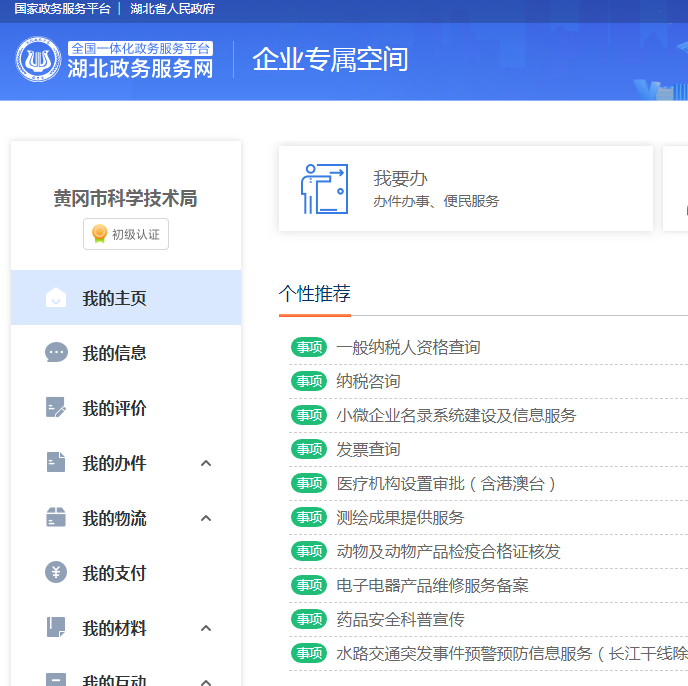 国家政务服务平台 | 湖北省人民政府
全国一体化政务服务平台
湖北政务服务网
企业专属空间
黄冈市科学技术局
初级认证
我的主页
我的信息
我的评价
我的办件
我的物流
我的支付
我的材料
我的互动
我要办
办件办事、便民服务
个性推荐
事项 一般纳税人资格查询
事项 纳税咨询
事项 小微企业名录系统建设及信息服务
事项 发票查询
事项 医疗机构设置审批（含港澳台）
事项 测绘成果提供服务
事项 动物及动物产品检疫合格证核发
事项 电子电器产品维修服务备案
事项 药品安全科普宣传
事项 水路交通突发事件预警预防信息服务（长江干线除